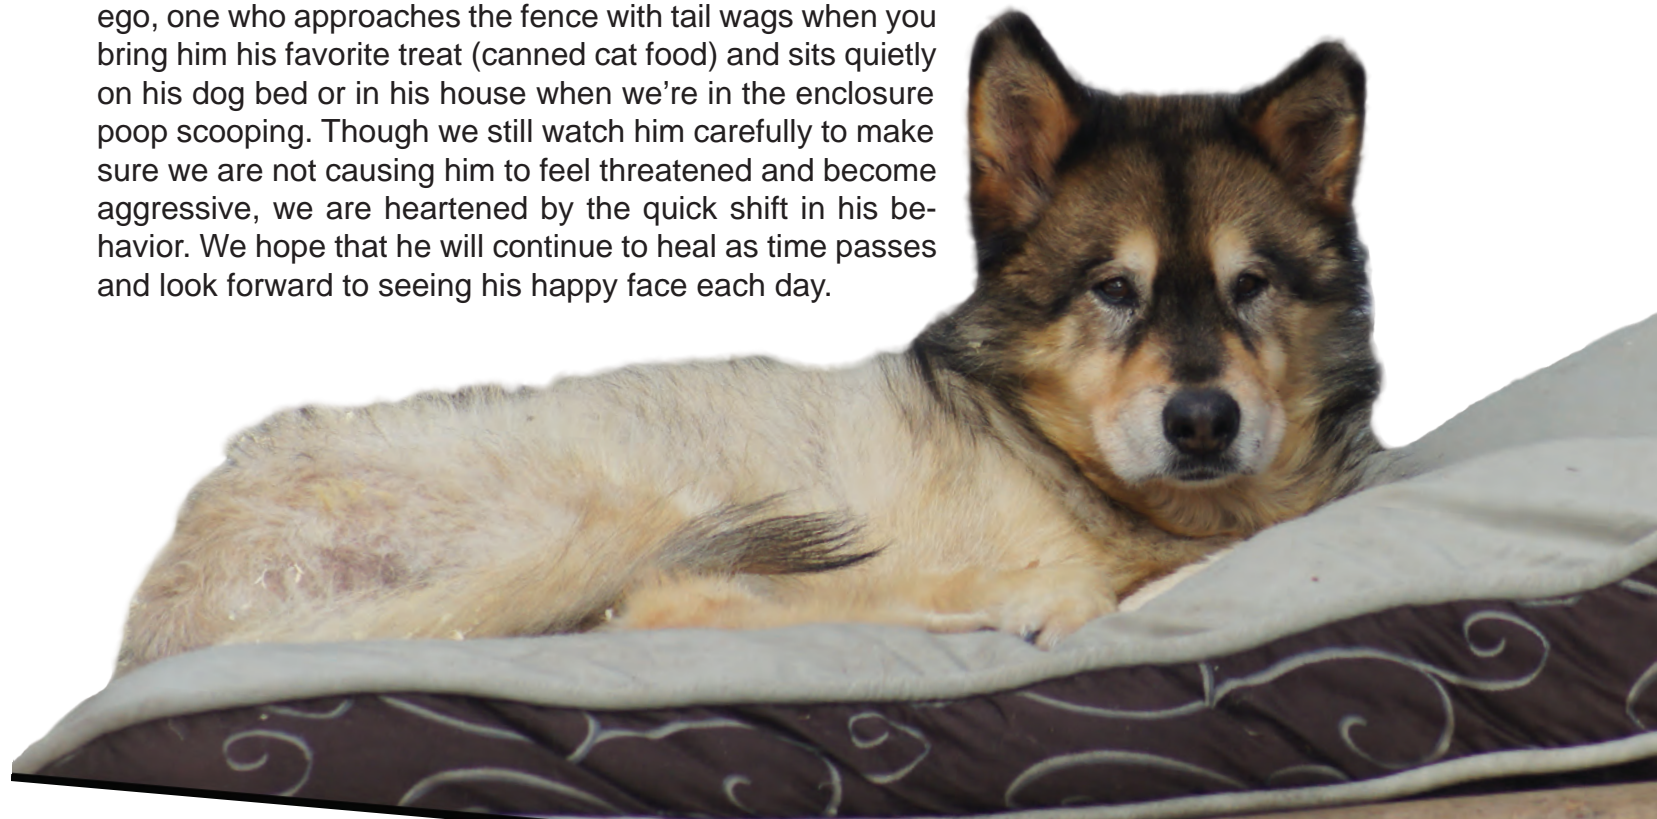 ego, one who approaches the fence with tail wags when you
bring him his favorite treat (canned cat food) and sits quietly
on his dog bed or in his house when we’re in the enclosure
poop scooping. Though we still watch him carefully to make
sure we are not causing him to feel threatened and become
aggressive, we are heartened by the quick shift in his be-
havior. We hope that he will continue to heal as time passes
and look forward to seeing his happy face each day.